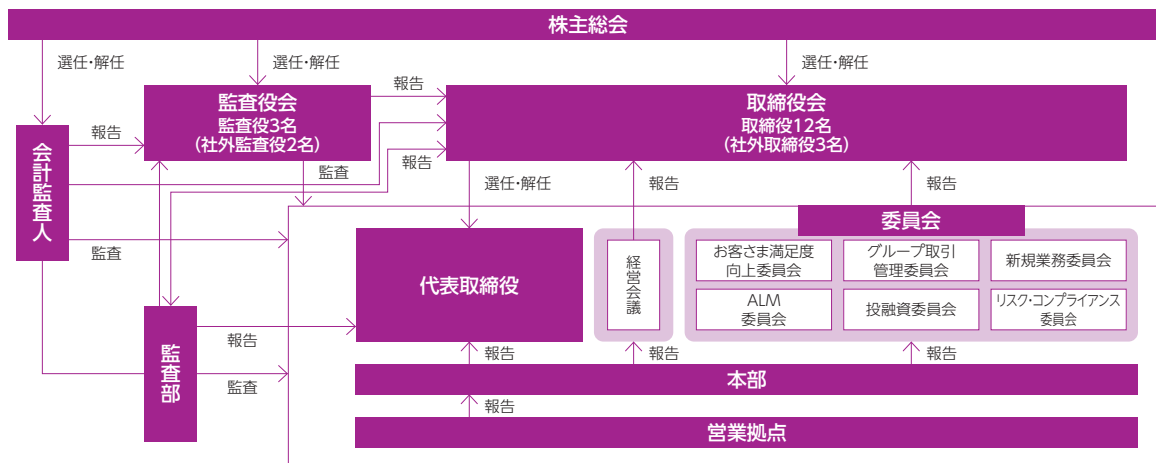 株主総会
選任・解任
選任・解任
選任・解任
監査役会
監査役3名
(社外監査役2名)
報告
取締役会
取締役12名
(社外取締役3名)
会計監査人
報告
報告
監査
選任・解任
報告
報告
委員会
監査
代表取締役
経営会議
お客さま満足度
向上委員会
グループ取引
管理委員会
新規業務委員会
ALM
委員会
投融資委員会
リスク・コンプライアンス
委員会
監査部
報告
監査
報告
報告
報告
本部
報告
営業拠点